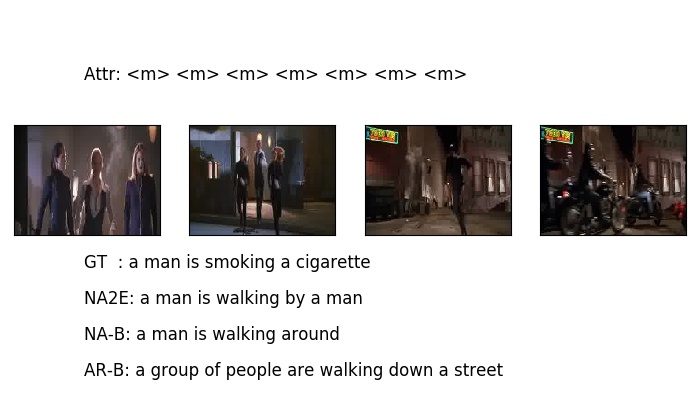 Attr: <m> <m> <m> <m> <m> <m> <m>
GT : a man is smoking a cigarette
NA2E: a man is walking by a man
NA-B: a man is walking around
AR-B: a group of people are walking down a street